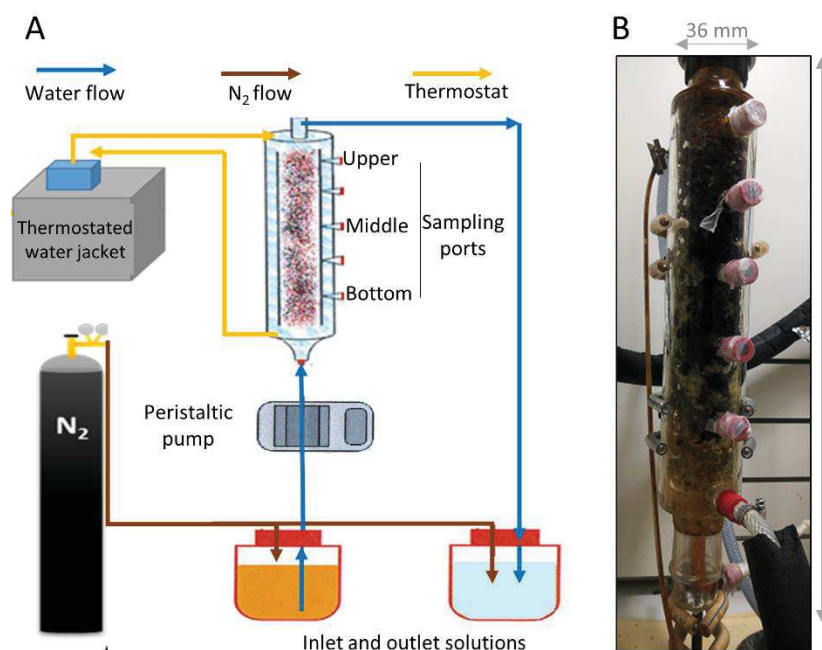 A
Water flow
N₂ flow
Thermostat
Thermostated
water jacket
Upper
Middle
Bottom
Sampling
ports
N₂
Peristaltic
pump
Inlet and outlet solutions
B
36 mm